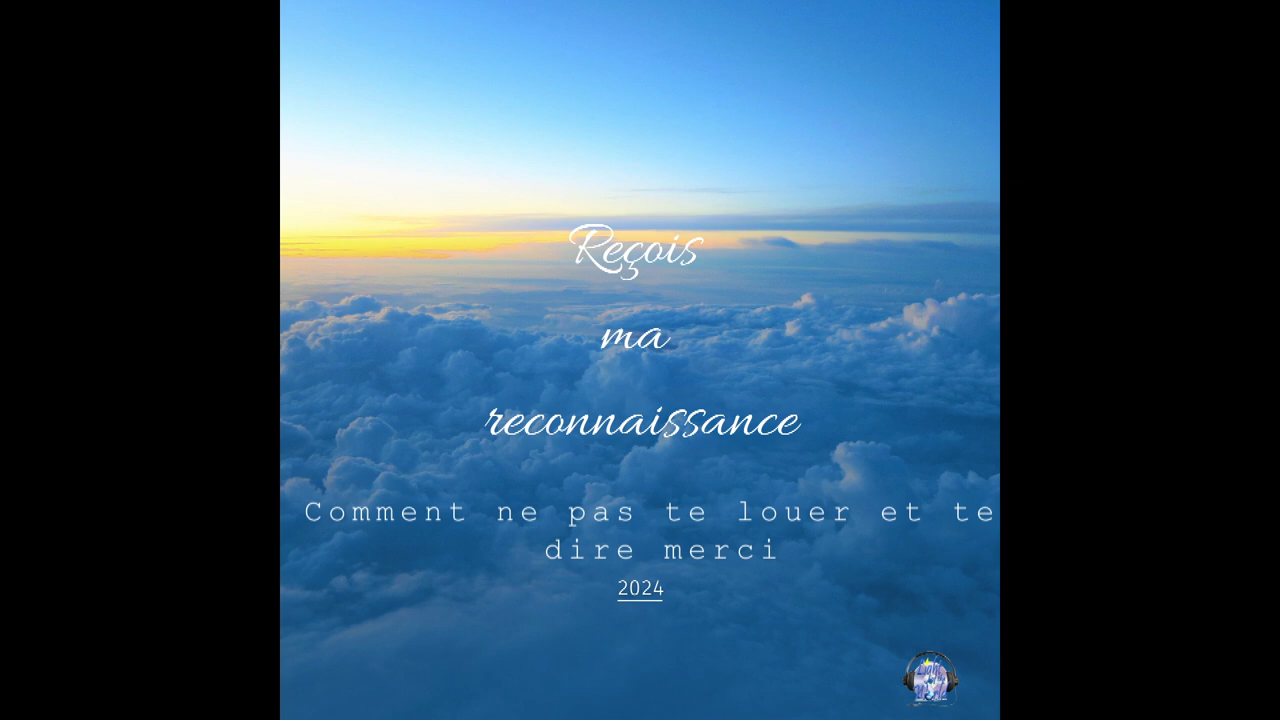 Reçois
ma
reconnaissance
Comment ne pas te louer et te
dire merci
2024